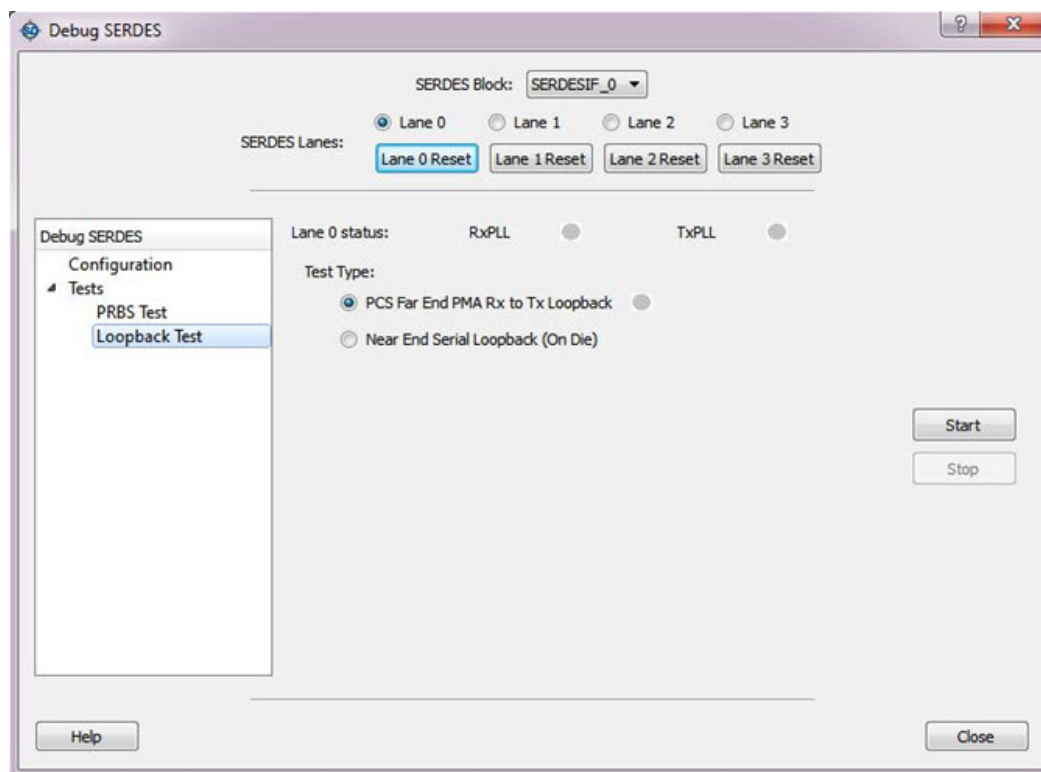 Debug SERDES
SERDES Block: SERDESIF_0
SERDES Lanes:
Lane 0 Lane 1 Lane 2 Lane 3
Lane 0 Reset Lane 1 Reset Lane 2 Reset Lane 3 Reset
Debug SERDES
Configuration
Tests
PRBS Test
Loopback Test
Lane 0 status: RxPLL TxPLL
Test Type:
PCS Far End PMA Rx to Tx Loopback
Near End Serial Loopback (On Die)
Start
Stop
Help
Close